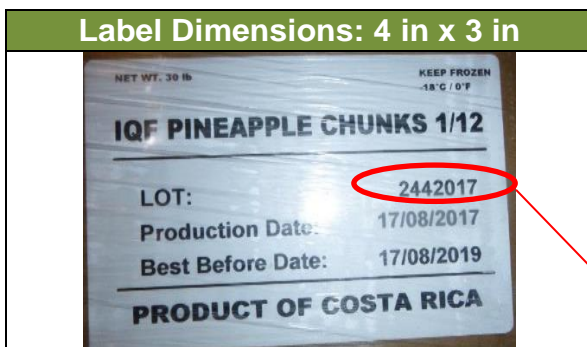 Label Dimensions: 4 in x 3 in
NET WT. 30 lb
KEEP FROZEN
-18°C / 0°F
IQF PINEAPPLE CHUNKS 1/12
LOT: 2442017
Production Date: 17/08/2017
Best Before Date: 17/08/2019
PRODUCT OF COSTA RICA